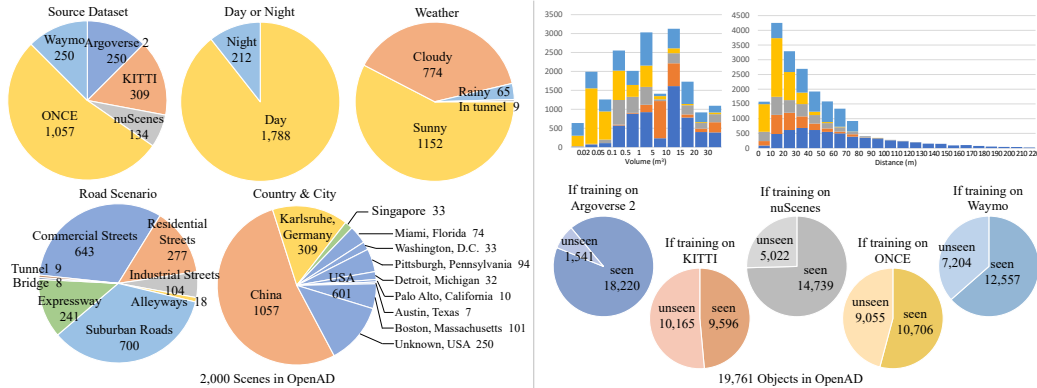 Source Dataset
Waymo
250
Argoverse 2
250
KITTI
309
nuScenes
134
ONCE
1,057
Day or Night
Night
212
Day
1,788
Weather
Cloudy
774
Rainy 65
In tunnel 9
Sunny
1152
Road Scenario
Commercial Streets
643
Residential
Streets
277
Industrial Streets
104
Alleyways 18
Suburban Roads
700
Expressway
241
Bridge 8
Tunnel 9
Country & City
Karlsruhe,
Germany
309
Singapore 33
Miami, Florida 74
Washington, D.C. 33
Pittsburgh, Pennsylvania 94
Detroit, Michigan 32
Palo Alto, California 10
Austin, Texas 7
Boston, Massachusetts 101
Unknown, USA 250
USA
601
China
1057
2,000 Scenes in OpenAD
3500
3000
2500
2000
1500
1000
500
0
0.02 0.05 0.1 0.5 1 5 10 15 20 30
Volume (m³)
4500
4000
3500
3000
2500
2000
1500
1000
500
0
0 10 20 30 40 50 60 70 80 90 100 110 120 130 140 150 160 170 180 190 200 210 220
Distance (m)
If training on
Argoverse 2
unseen
1,541
seen
18,220
If training on
KITTI
unseen
10,165
seen
9,596
If training on
nuScenes
unseen
5,022
seen
14,739
If training on
ONCE
unseen
9,055
seen
10,706
If training on
Waymo
unseen
7,204
seen
12,557
19,761 Objects in OpenAD